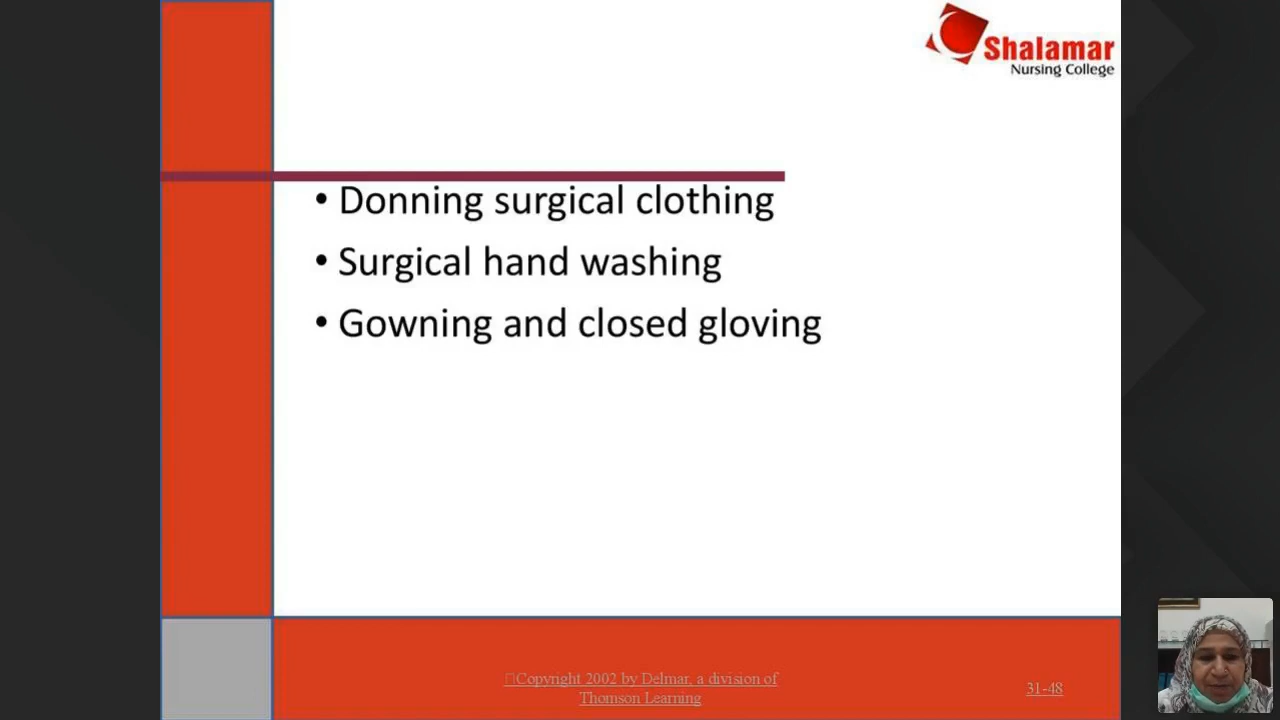 Shalamar
Nursing College
• Donning surgical clothing
• Surgical hand washing
• Gowning and closed gloving
Copyright 2002 by Delmar, a division of
Thomson Learning
31-48